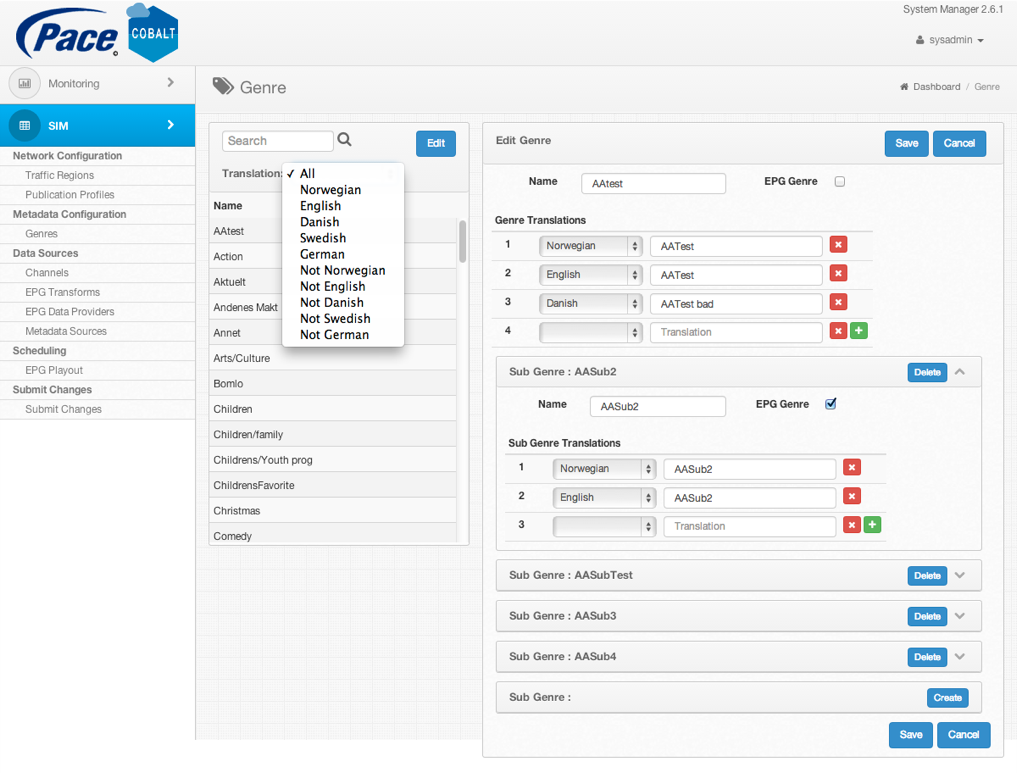 System Manager 2.6.1
Pace
COBALT
sysadmin
Monitoring
SIM
Network Configuration
Traffic Regions
Publication Profiles
Metadata Configuration
Genres
Data Sources
Channels
EPG Transforms
EPG Data Providers
Metadata Sources
Scheduling
EPG Playout
Submit Changes
Submit Changes
Genre
Dashboard / Genre
Search
Edit
Translation:
✓ All
Norwegian
English
Danish
Swedish
German
Not Norwegian
Not English
Not Danish
Not Swedish
Not German
Name
AAtest
Action
Aktuelt
Andenes Makt
Annet
Arts/Culture
Bomlo
Children
Children/family
Childrens/Youth prog
ChildrensFavorite
Christmas
Comedy
Edit Genre
Save
Cancel
Name
AAtest
EPG Genre
Genre Translations
1 Norwegian AATest
2 English AATest
3 Danish AATest bad
4 Translation
Sub Genre : AASub2
Delete
Name
AASub2
EPG Genre
Sub Genre Translations
1 Norwegian AASub2
2 English AASub2
3 Translation
Sub Genre : AASubTest
Delete
Sub Genre : AASub3
Delete
Sub Genre : AASub4
Delete
Sub Genre :
Create
Save
Cancel